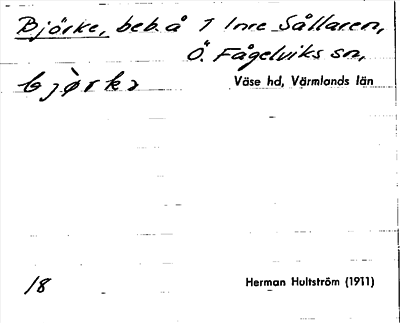 Björke, beb. å 1 Inre Sållaren,
Ö. Fågelviks sn,
Väse hd, Värmlands län
18
Herman Hultström (1911)